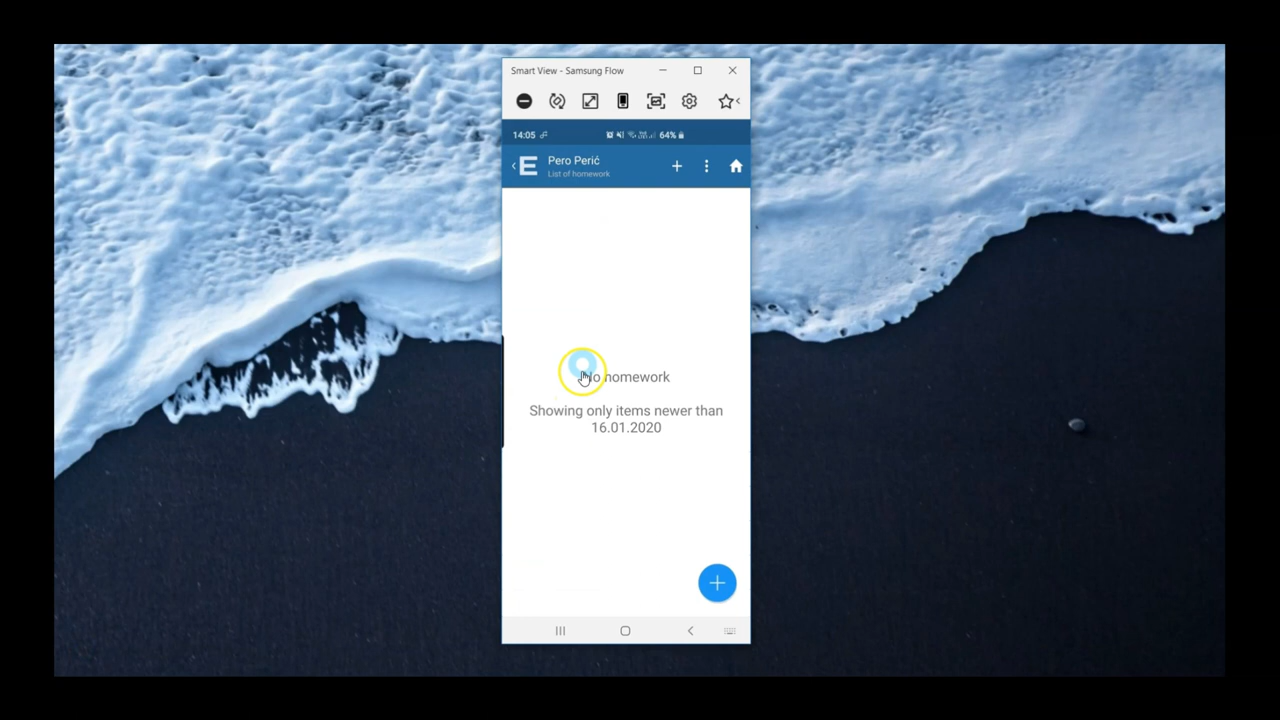 Smart View - Samsung Flow
14:05
64%
E
Pero Perić
List of homework
No homework
Showing only items newer than
16.01.2020